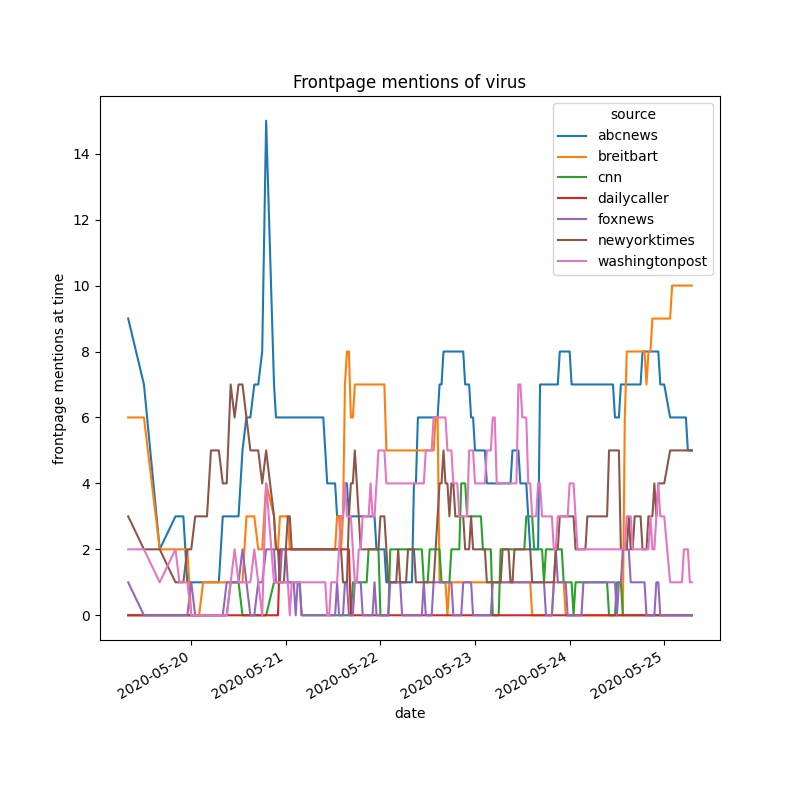 Frontpage mentions of virus
source
abcnews
breitbart
cnn
dailycaller
foxnews
newyorktimes
washingtonpost
frontpage mentions at time
14
12
10
8
6
4
2
0
2020-05-20
2020-05-21
2020-05-22
2020-05-23
2020-05-24
2020-05-25
date